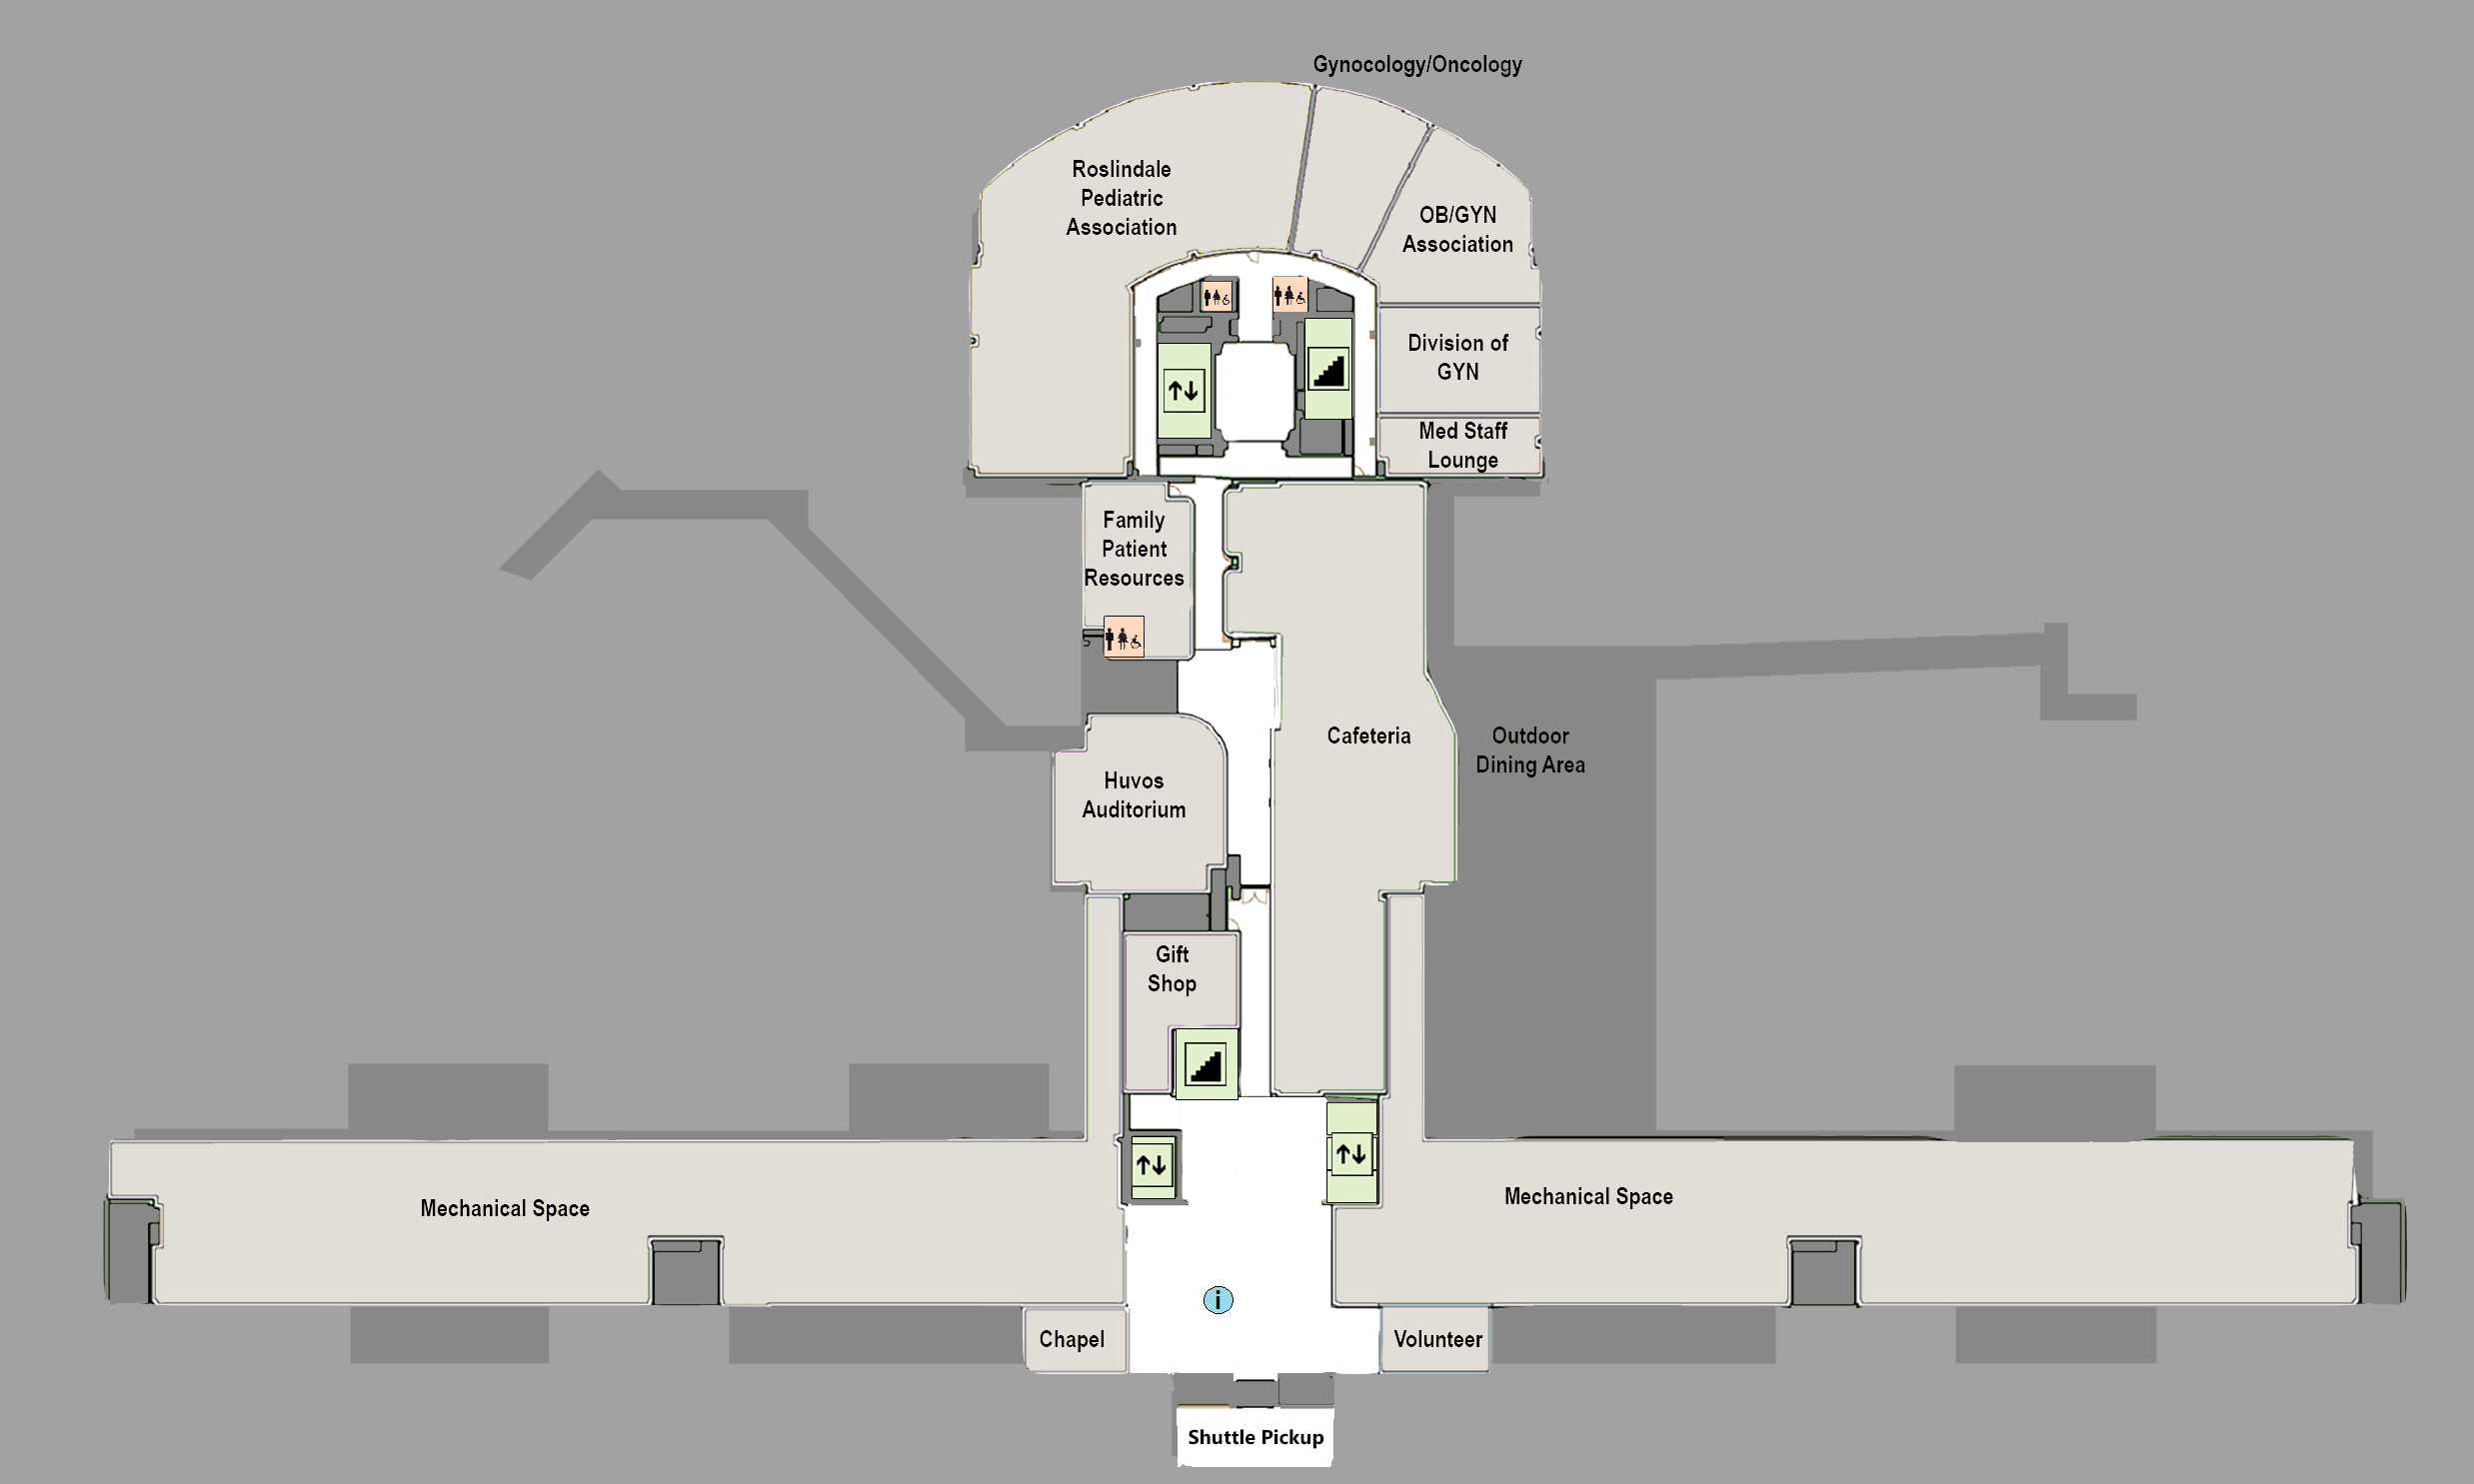 Gynocology/Oncology
Roslindale
Pediatric
Association
OB/GYN
Association
Division of
GYN
Med Staff
Lounge
Family
Patient
Resources
Cafeteria
Outdoor
Dining Area
Huvos
Auditorium
Gift
Shop
Mechanical Space
Mechanical Space
i
Chapel
Volunteer
Shuttle Pickup